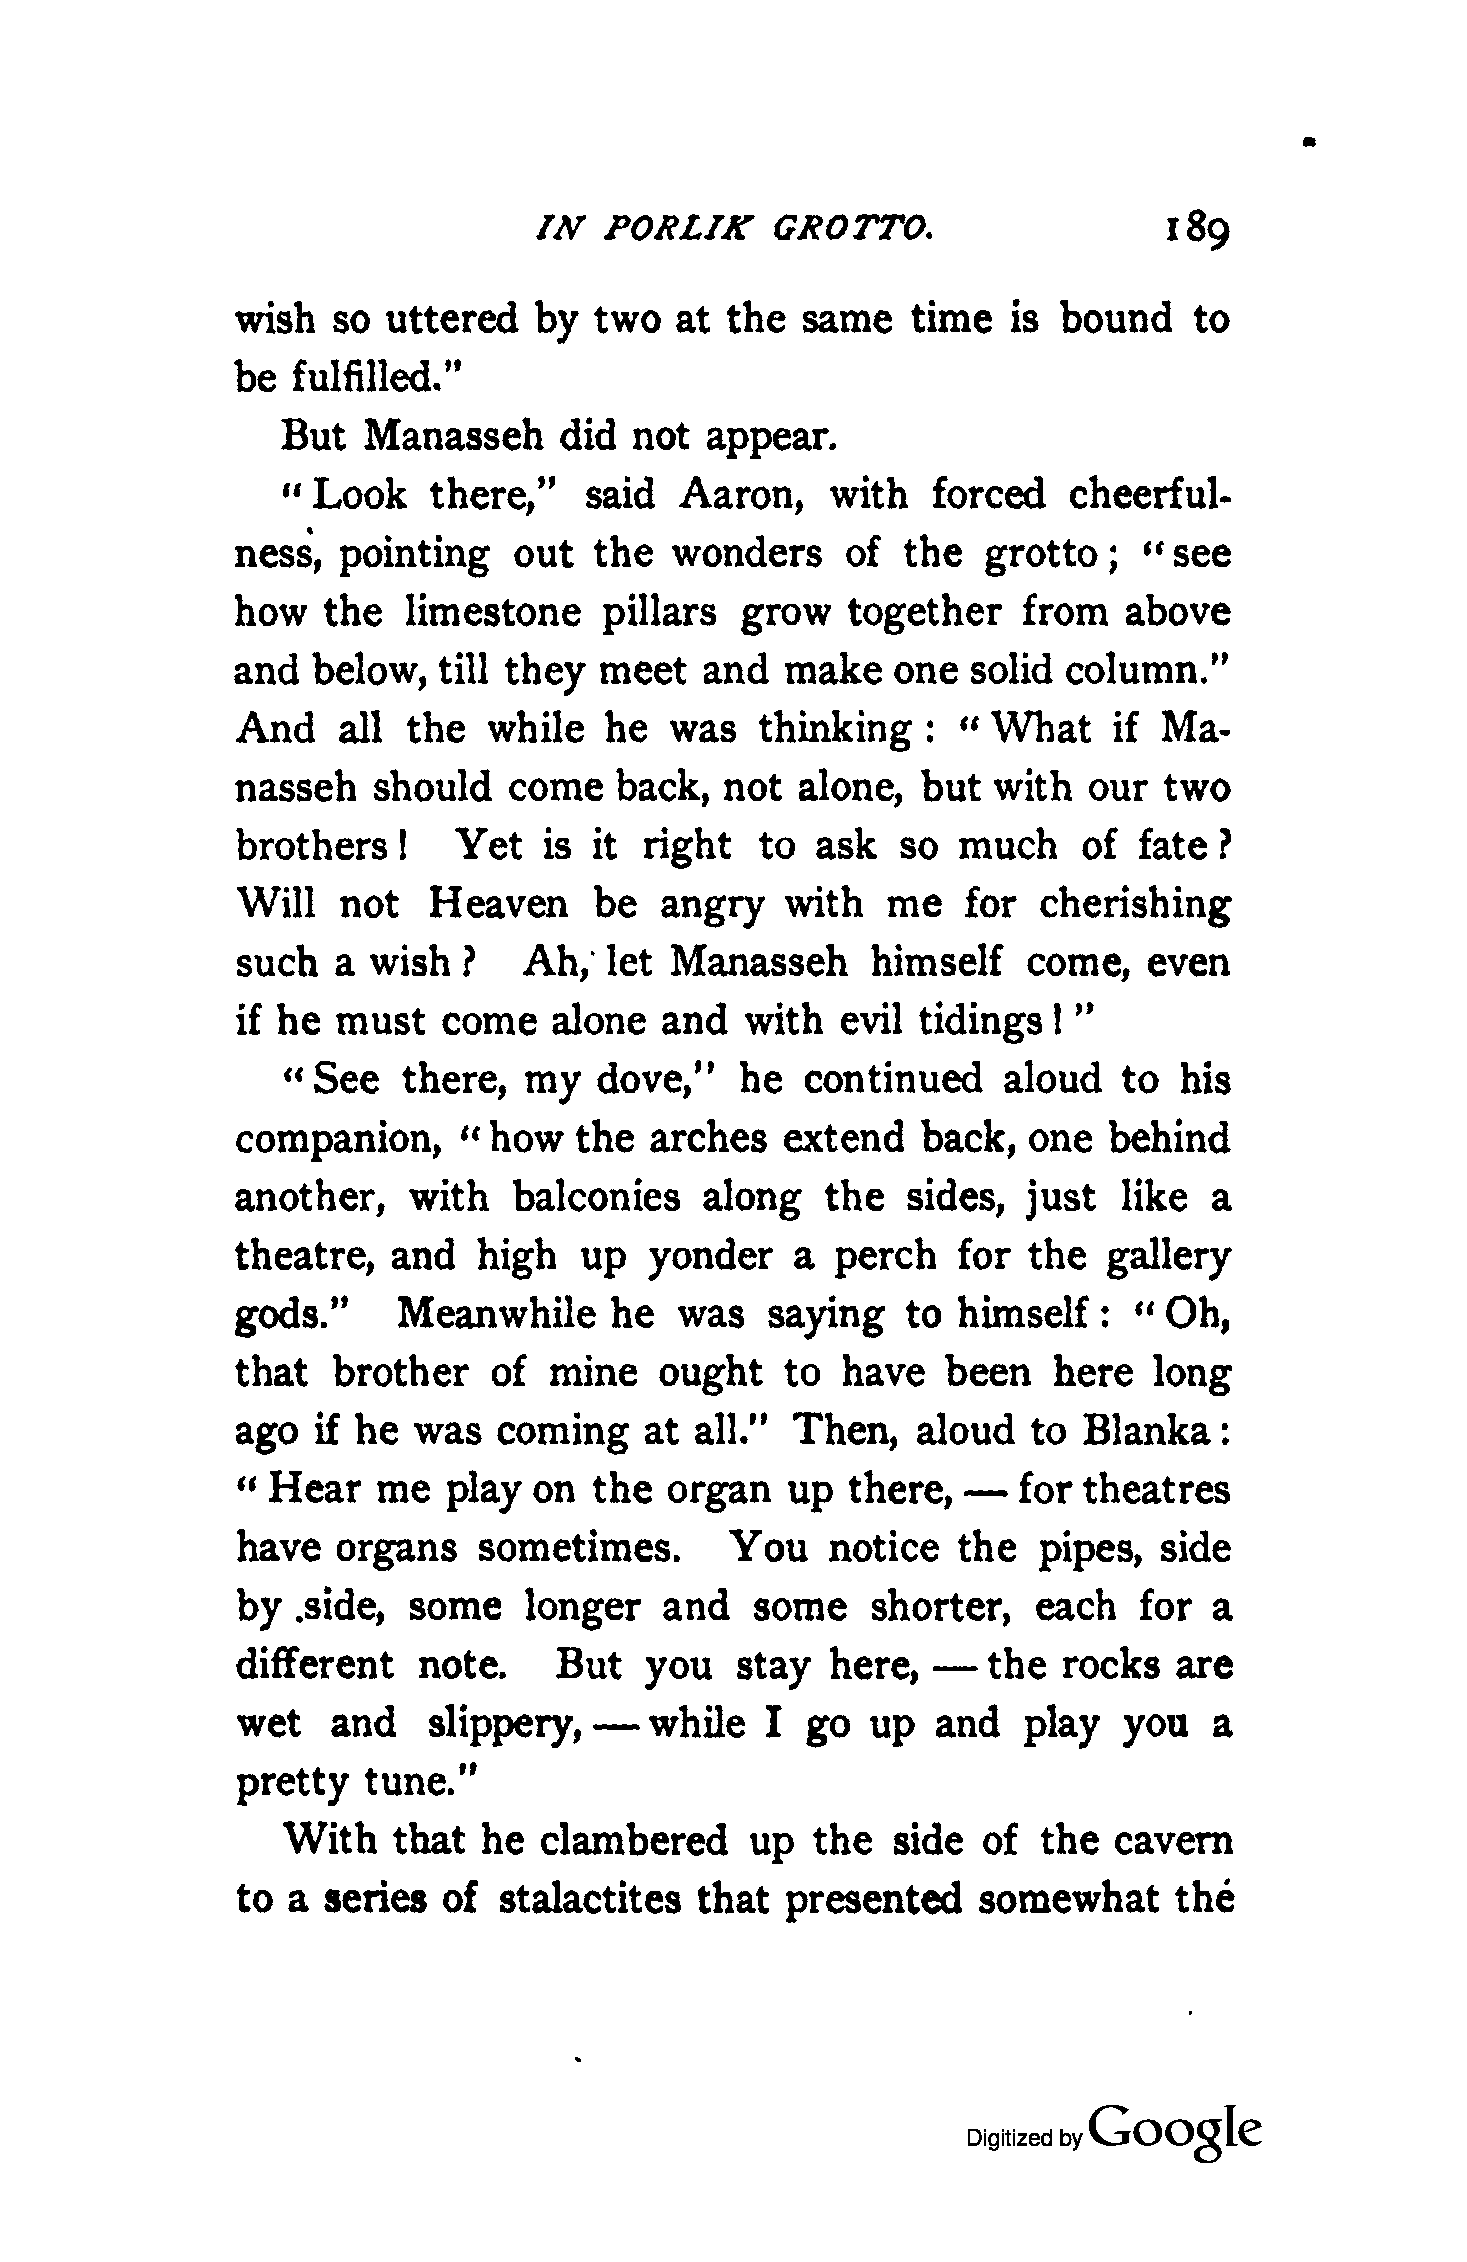 IN PORLIK GROTTO. 189
wish so uttered by two at the same time is bound to
be fulfilled."
But Manasseh did not appear.
"Look there," said Aaron, with forced cheerful-
ness, pointing out the wonders of the grotto; "see
how the limestone pillars grow together from above
and below, till they meet and make one solid column."
And all the while he was thinking: "What if Ma-
nasseh should come back, not alone, but with our two
brothers! Yet is it right to ask so much of fate?
Will not Heaven be angry with me for cherishing
such a wish? Ah, let Manasseh himself come, even
if he must come alone and with evil tidings!"
"See there, my dove," he continued aloud to his
companion, "how the arches extend back, one behind
another, with balconies along the sides, just like a
theatre, and high up yonder a perch for the gallery
gods." Meanwhile he was saying to himself: "Oh,
that brother of mine ought to have been here long
ago if he was coming at all." Then, aloud to Blanka:
"Hear me play on the organ up there, — for theatres
have organs sometimes. You notice the pipes, side
by side, some longer and some shorter, each for a
different note. But you stay here, — the rocks are
wet and slippery, — while I go up and play you a
pretty tune."
With that he clambered up the side of the cavern
to a series of stalactites that presented somewhat the
Digitized by Google